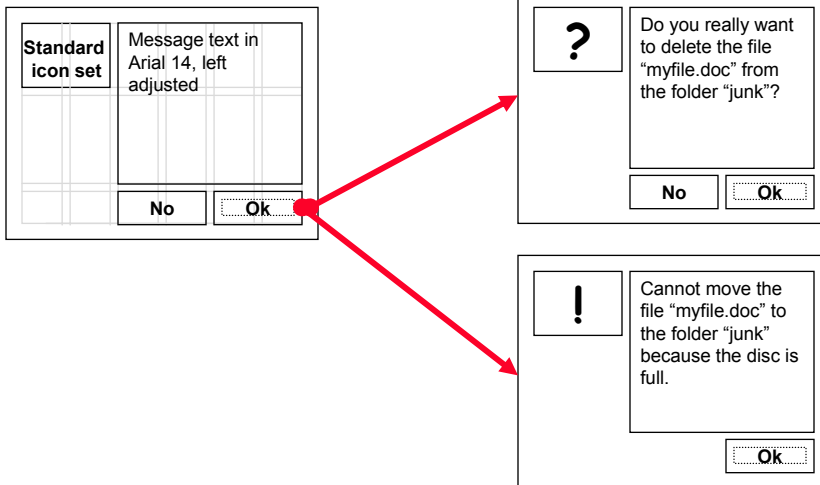 Standard
icon set
Message text in
Arial 14, left
adjusted
No
Ok
?
Do you really want
to delete the file
“myfile.doc” from
the folder “junk”?
No
Ok
!
Cannot move the
file “myfile.doc” to
the folder “junk”
because the disc is
full.
Ok